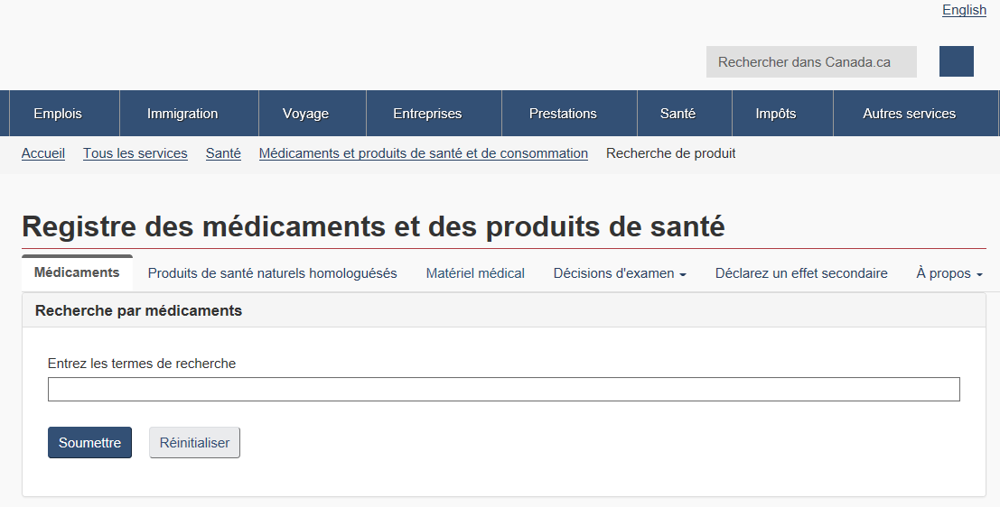 English
Rechercher dans Canada.ca
Emplois Immigration Voyage Entreprises Prestations Santé Impôts Autres services
Accueil Tous les services Santé Médicaments et produits de santé et de consommation Recherche de produit
Registre des médicaments et des produits de santé
Médicaments Produits de santé naturels homologuésés Matériel médical Décisions d'examen Déclarez un effet secondaire À propos
Recherche par médicaments
Entrez les termes de recherche
Soumettre Réinitialiser